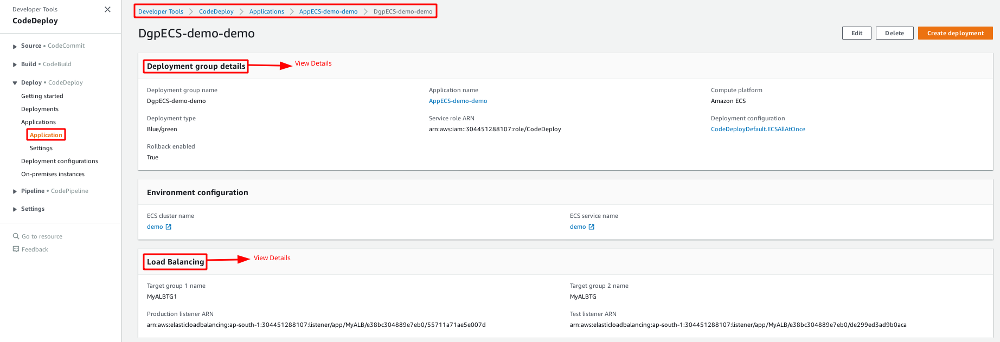 Developer Tools
CodeDeploy
Source • CodeCommit
Build • CodeBuild
Deploy • CodeDeploy
Getting started
Deployments
Applications
Application
Settings
Deployment configurations
On-premises instances
Pipeline • CodePipeline
Settings
Go to resource
Feedback
Developer Tools > CodeDeploy > Applications > AppECS-demo-demo > DgpECS-demo-demo
DgpECS-demo-demo
Edit Delete Create deployment
Deployment group details View Details
Deployment group name Application name Compute platform
DgpECS-demo-demo AppECS-demo-demo Amazon ECS
Deployment type Service role ARN Deployment configuration
Blue/green arn:aws:iam::304451288107:role/CodeDeploy CodeDeployDefault.ECSAllAtOnce
Rollback enabled
True
Environment configuration
ECS cluster name ECS service name
demo demo
Load Balancing View Details
Target group 1 name Target group 2 name
MyALBTG1 MyALBTG
Production listener ARN Test listener ARN
arn:aws:elasticloadbalancing:ap-south-1:304451288107:listener/app/MyALB/e38bc304889e7eb0/55711a71ae5e007d arn:aws:elasticloadbalancing:ap-south-1:304451288107:listener/app/MyALB/e38bc304889e7eb0/de299ed3ad9b0aca